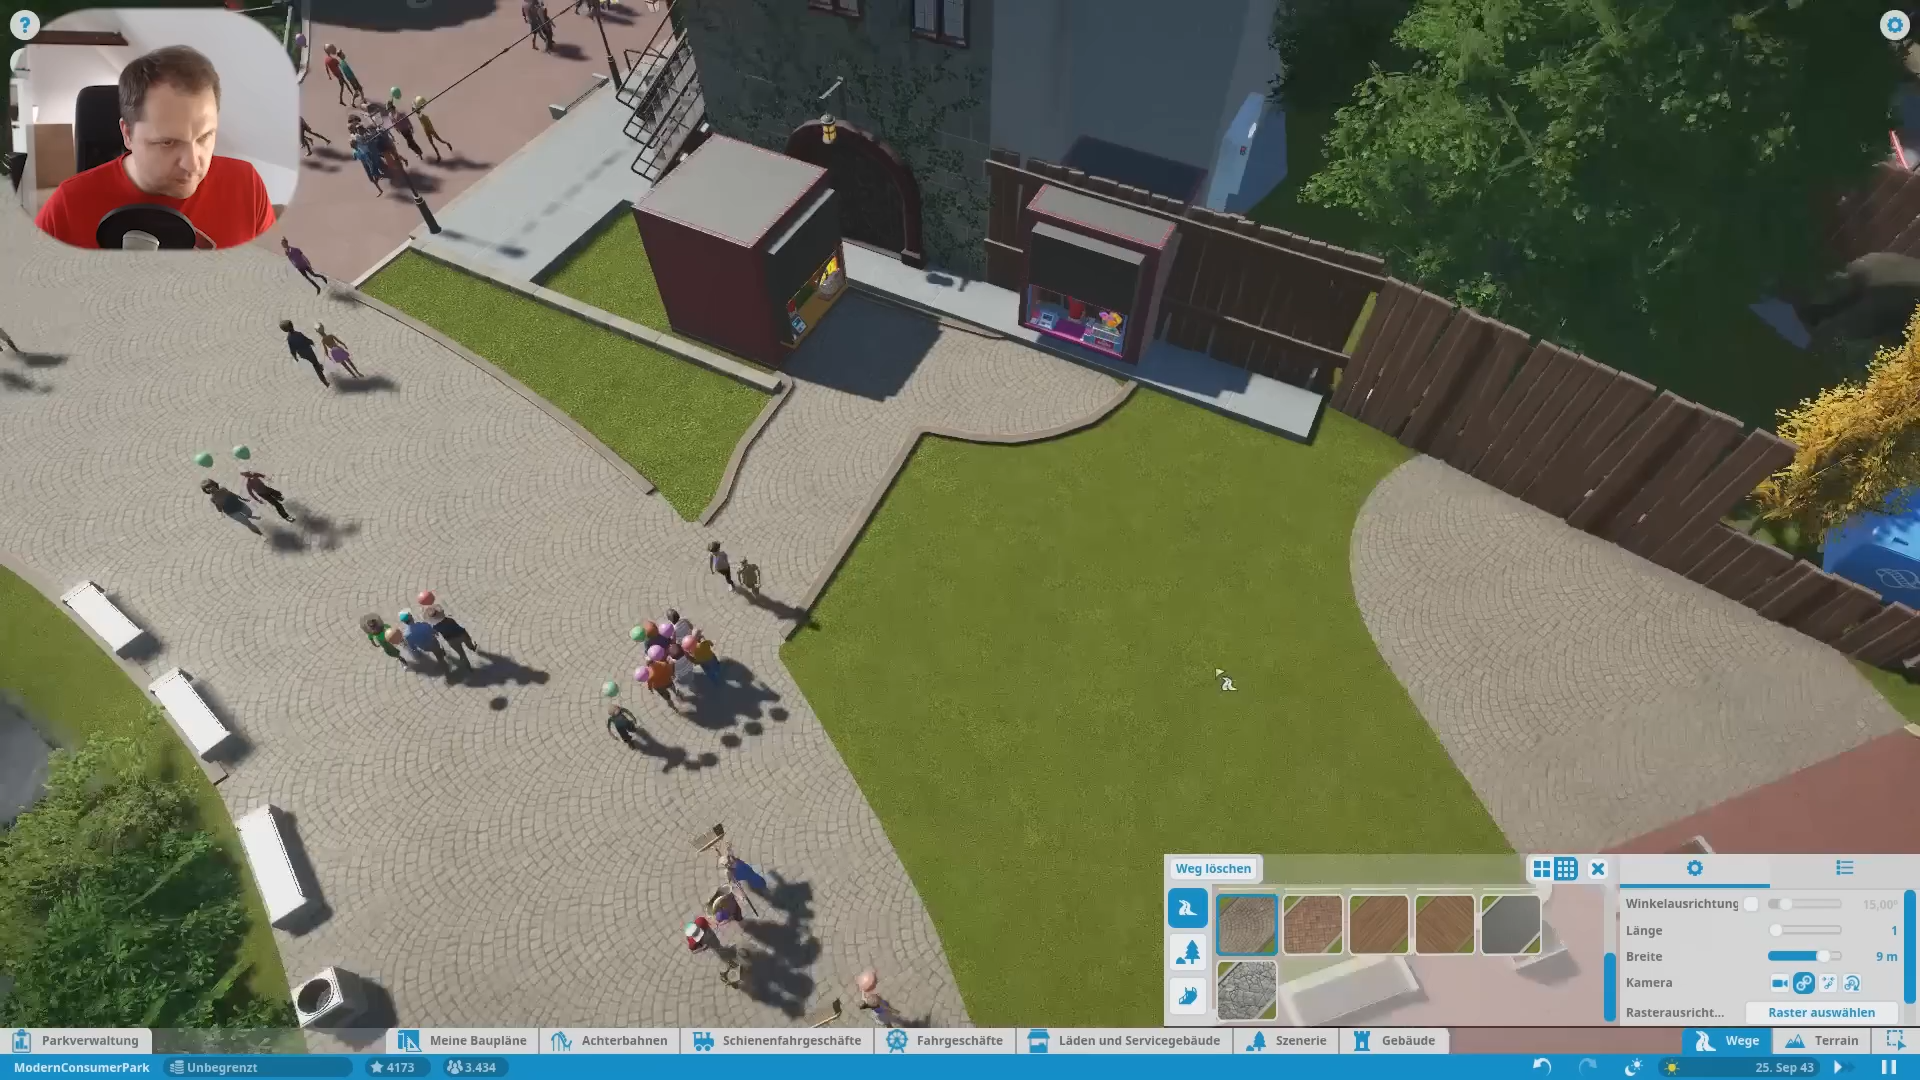 ?
Weg löschen
Winkelausrichtung 15,00°
Länge 1
Breite 9 m
Kamera
Rasterausricht... Raster auswählen
Parkverwaltung Meine Baupläne Achterbahnen Schienenfahrgeschäfte Fahrgeschäfte Läden und Servicegebäude Szenerie Gebäude Wege Terrain
ModernConsumerPark Unbegrenzt 4173 3.434 25. Sep 43